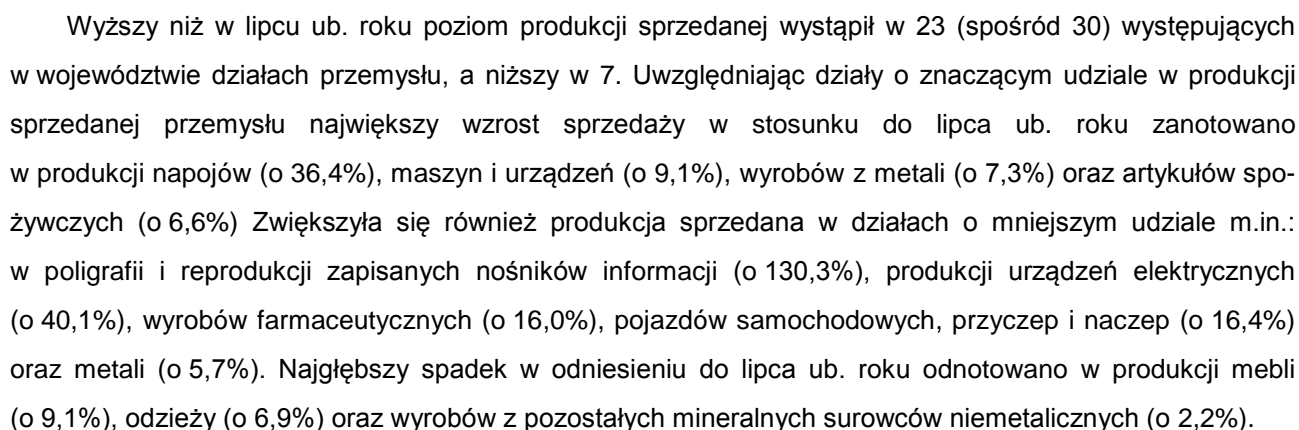 Wyższy niż w lipcu ub. roku poziom produkcji sprzedanej wystąpił w 23 (spośród 30) występujących
w województwie działach przemysłu, a niższy w 7. Uwzględniając działy o znaczącym udziale w produkcji
sprzedanej przemysłu największy wzrost sprzedaży w stosunku do lipca ub. roku zanotowano
w produkcji napojów (o 36,4%), maszyn i urządzeń (o 9,1%), wyrobów z metali (o 7,3%) oraz artykułów spo-
żywczych (o 6,6%) Zwiększyła się również produkcja sprzedana w działach o mniejszym udziale m.in.:
w poligrafii i reprodukcji zapisanych nośników informacji (o 130,3%), produkcji urządzeń elektrycznych
(o 40,1%), wyrobów farmaceutycznych (o 16,0%), pojazdów samochodowych, przyczep i naczep (o 16,4%)
oraz metali (o 5,7%). Najgłębszy spadek w odniesieniu do lipca ub. roku odnotowano w produkcji mebli
(o 9,1%), odzieży (o 6,9%) oraz wyrobów z pozostałych mineralnych surowców niemetalicznych (o 2,2%).